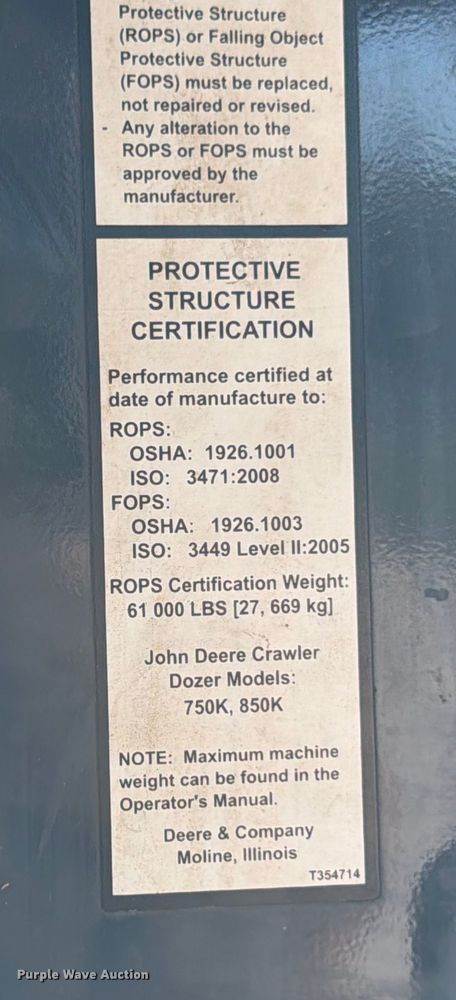 Protective Structure
(ROPS) or Falling Object
Protective Structure
(FOPS) must be replaced,
not repaired or revised.
- Any alteration to the
ROPS or FOPS must be
approved by the
manufacturer.
PROTECTIVE
STRUCTURE
CERTIFICATION
Performance certified at
date of manufacture to:
ROPS:
OSHA: 1926.1001
ISO: 3471:2008
FOPS:
OSHA: 1926.1003
ISO: 3449 Level II:2005
ROPS Certification Weight:
61 000 LBS [27, 669 kg]
John Deere Crawler
Dozer Models:
750K, 850K
NOTE: Maximum machine
weight can be found in the
Operator's Manual.
Deere & Company
Moline, Illinois
T354714
Purple Wave Auction